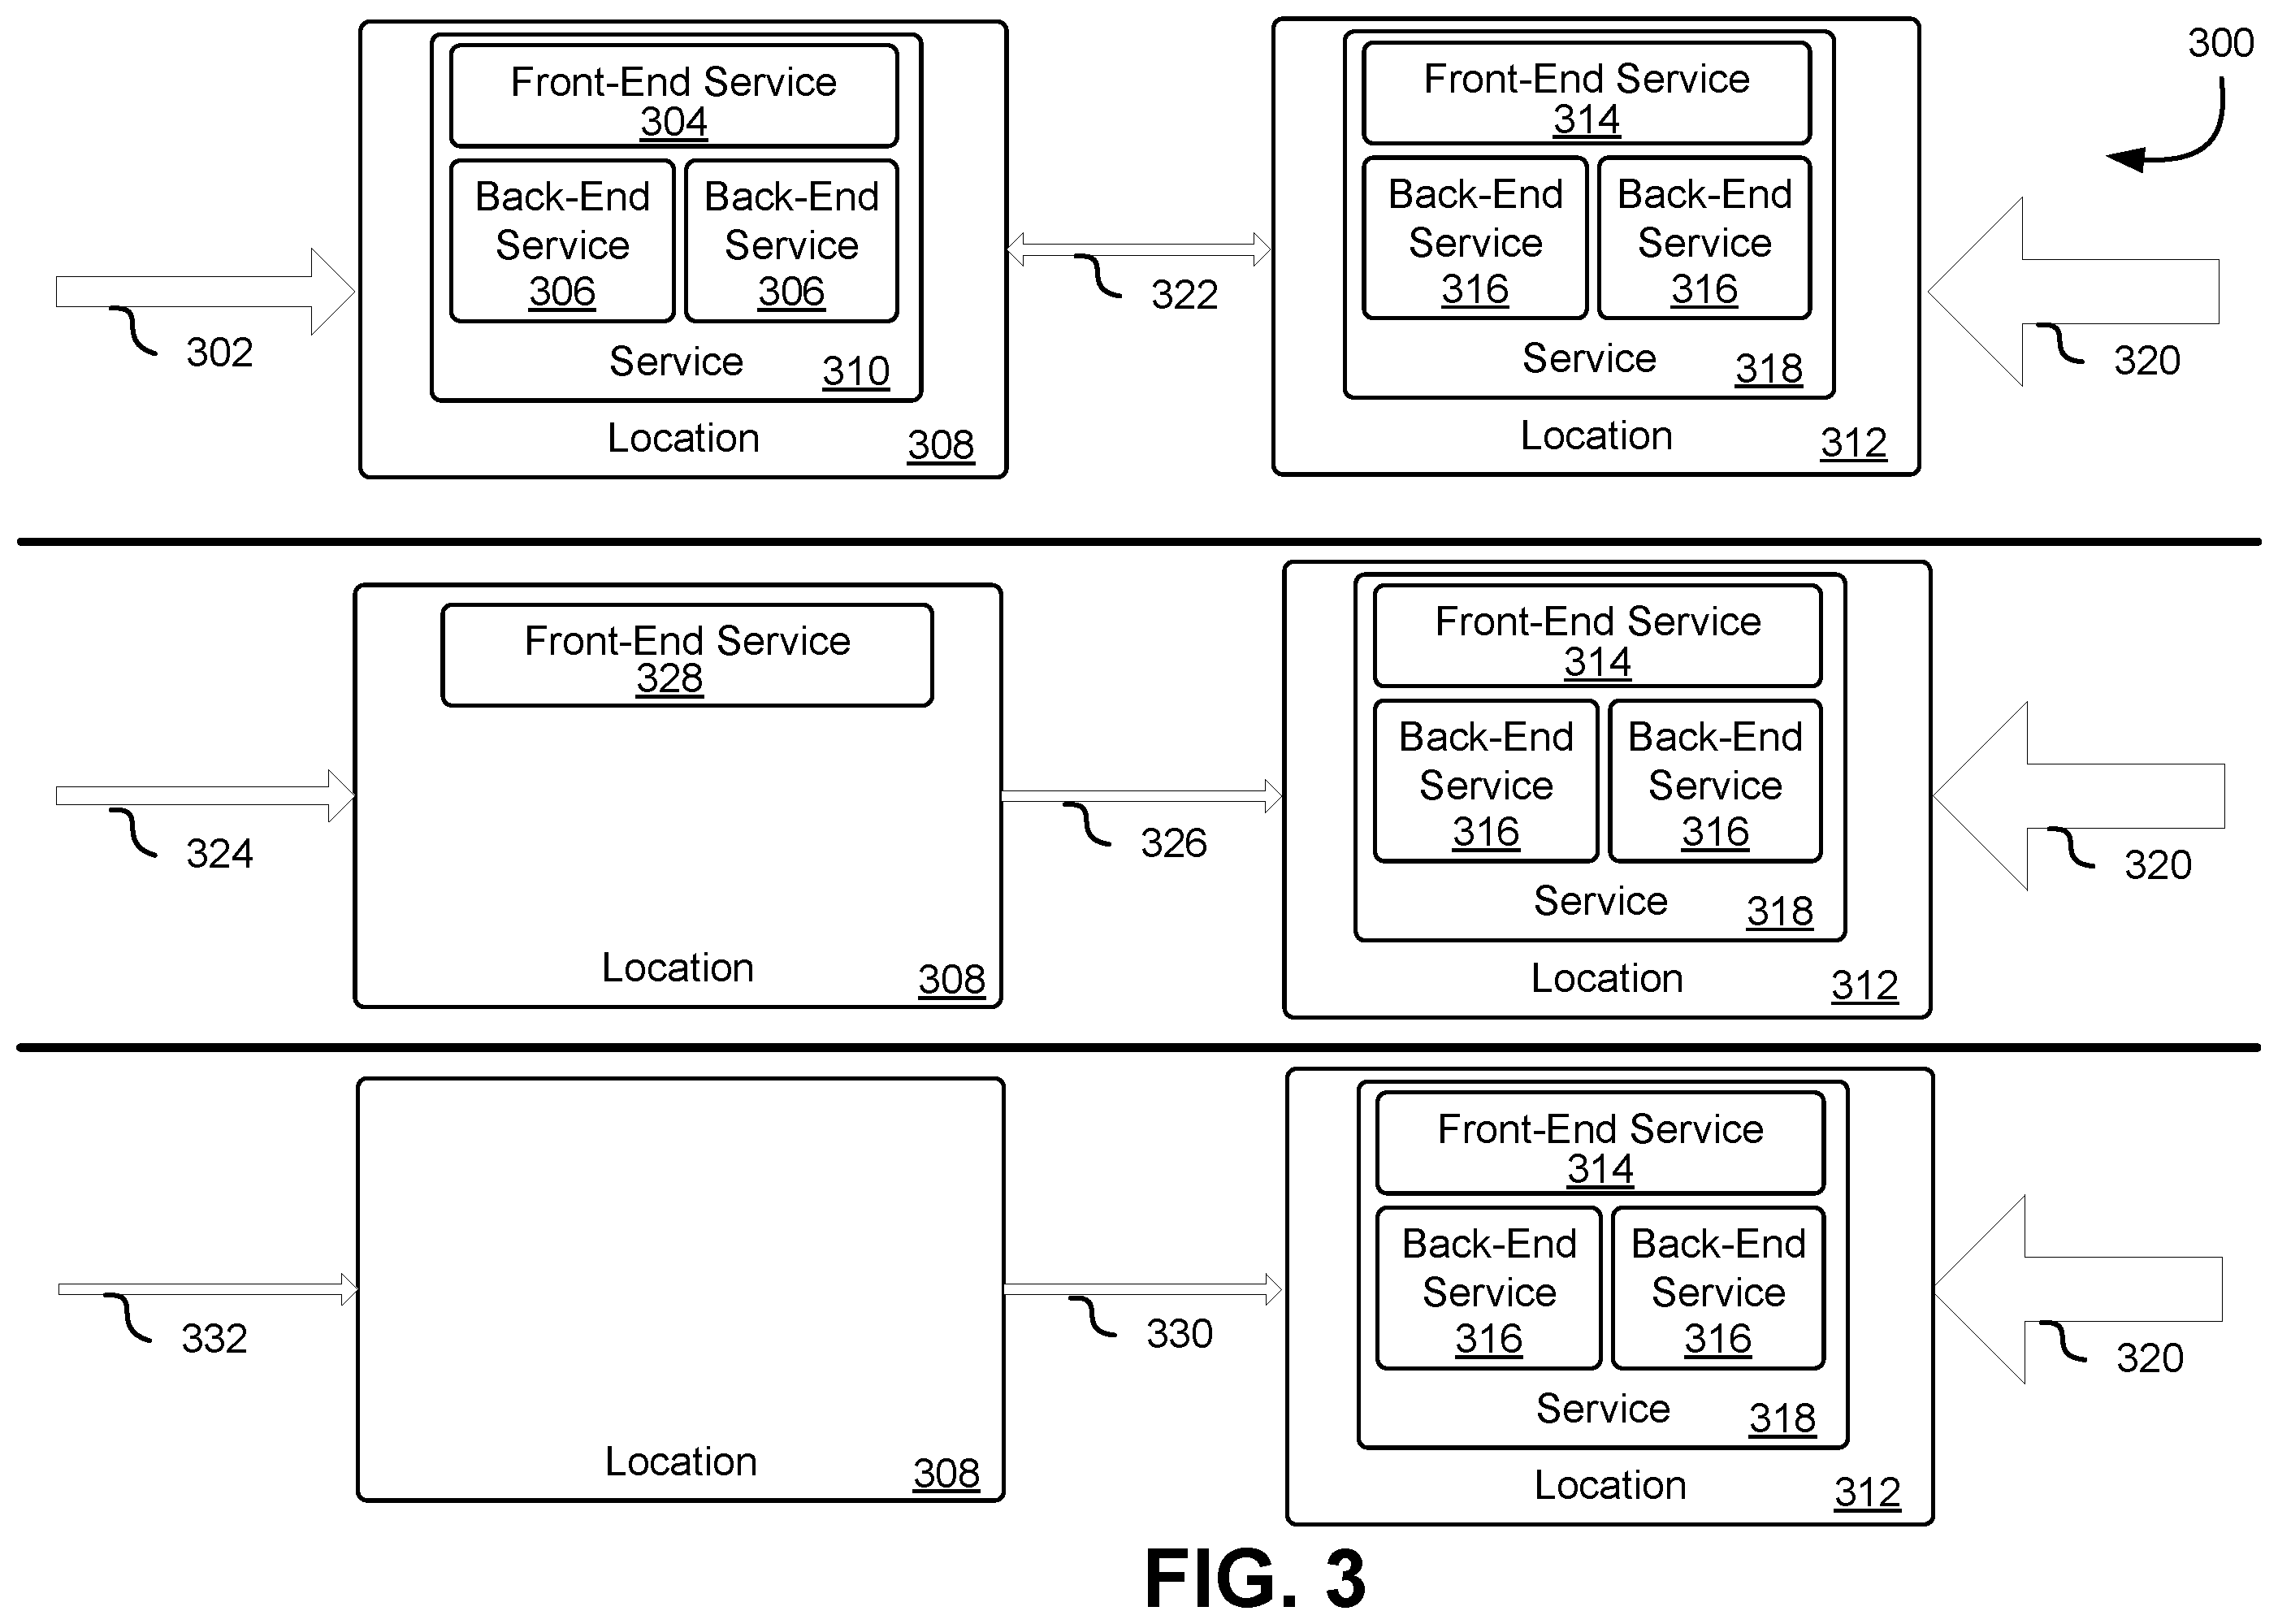 300
Front-End Service
304
Back-End
Service
306
Back-End
Service
306
Service
310
Location
308
302
322
Front-End Service
314
Back-End
Service
316
Back-End
Service
316
Service
318
Location
312
320
Front-End Service
328
Location
308
324
326
Front-End Service
314
Back-End
Service
316
Back-End
Service
316
Service
318
Location
312
320
Location
308
332
330
Front-End Service
314
Back-End
Service
316
Back-End
Service
316
Service
318
Location
312
320
FIG. 3